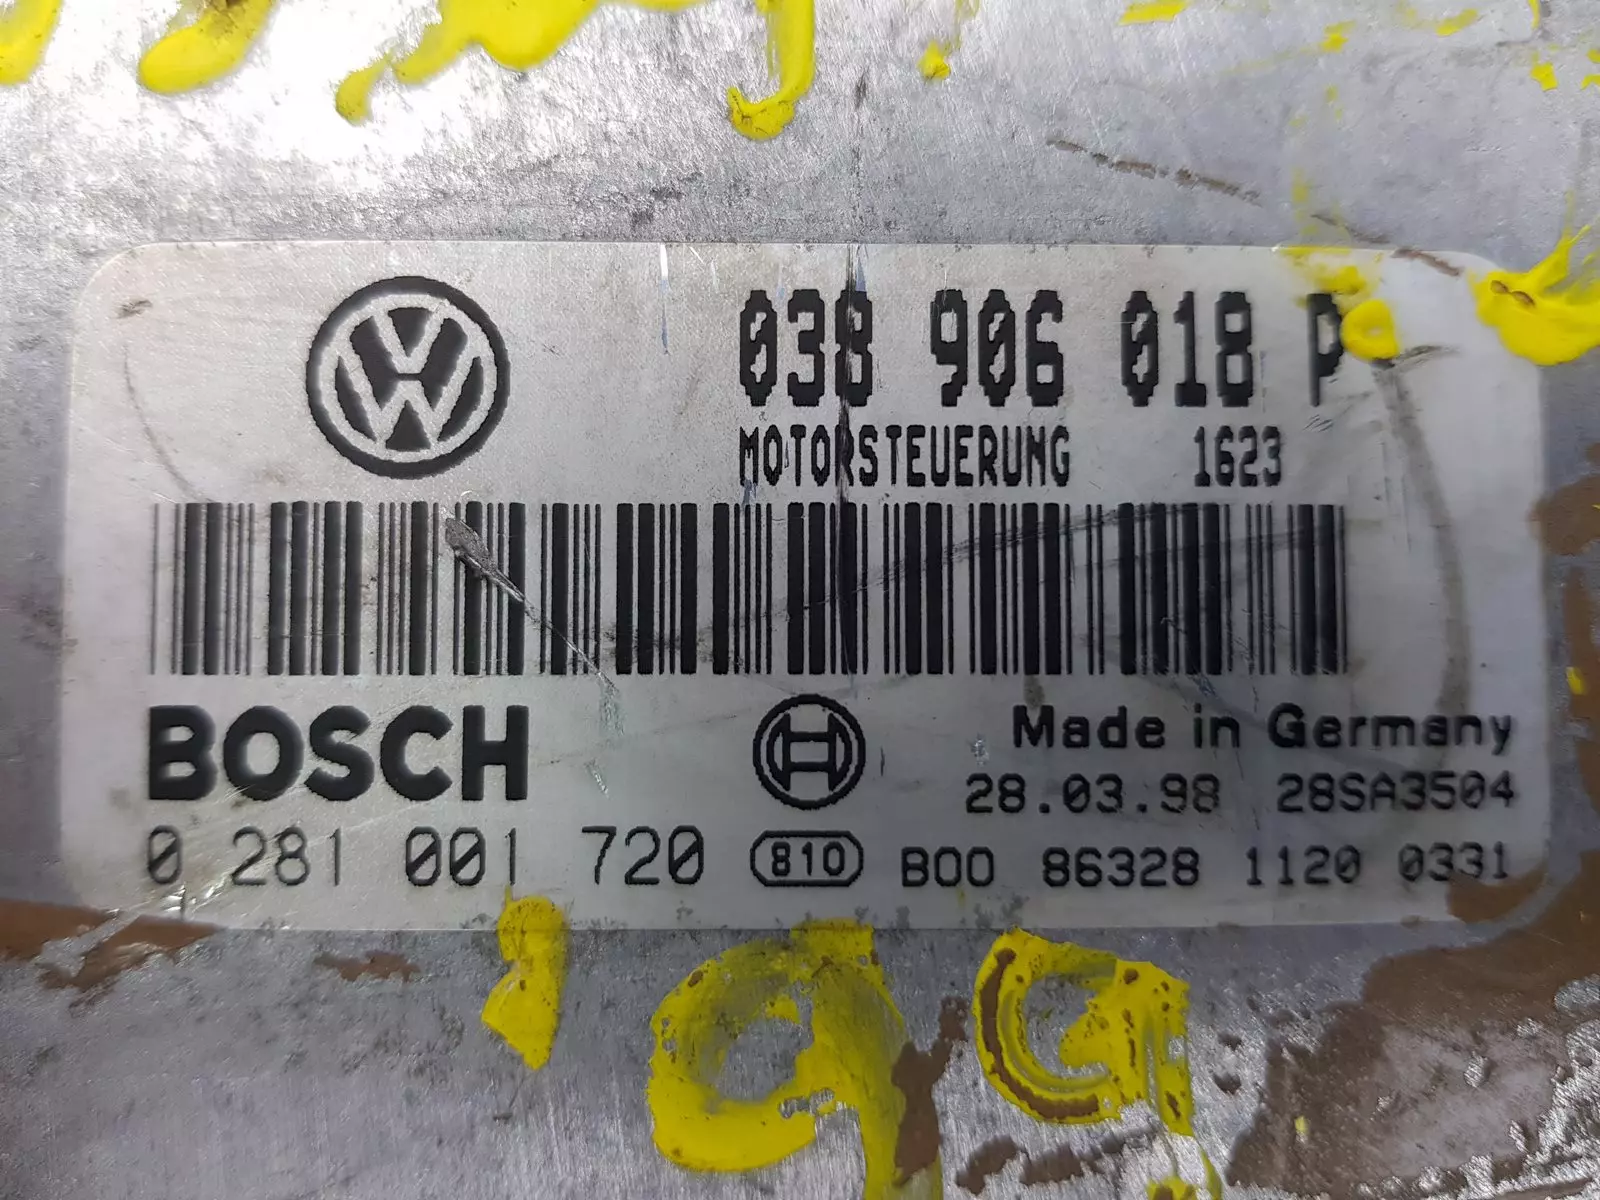 038 906 018 P
MOTORSTEUERUNG 1623
BOSCH
Made in Germany
28.03.98 28SA3504
0 281 001 720 810 B00 86328 1120 0331
'99